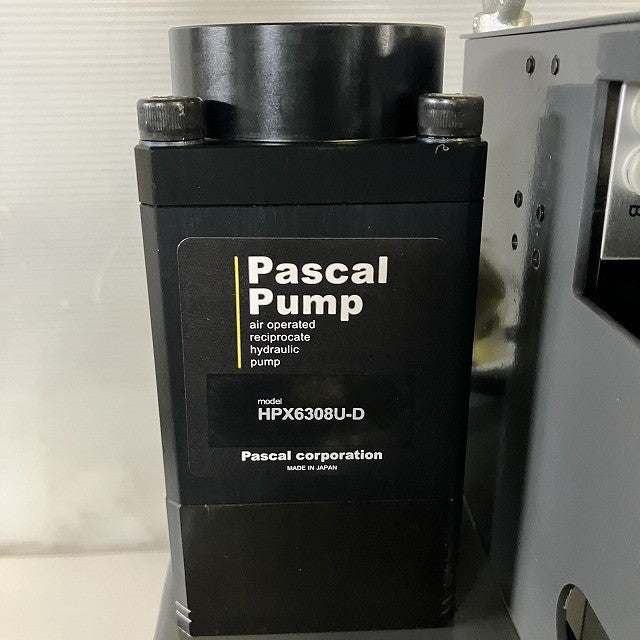 Pascal
Pump
air operated
reciprocate
hydraulic
pump
model
HPX6308U-D
Pascal corporation
MADE IN JAPAN
B